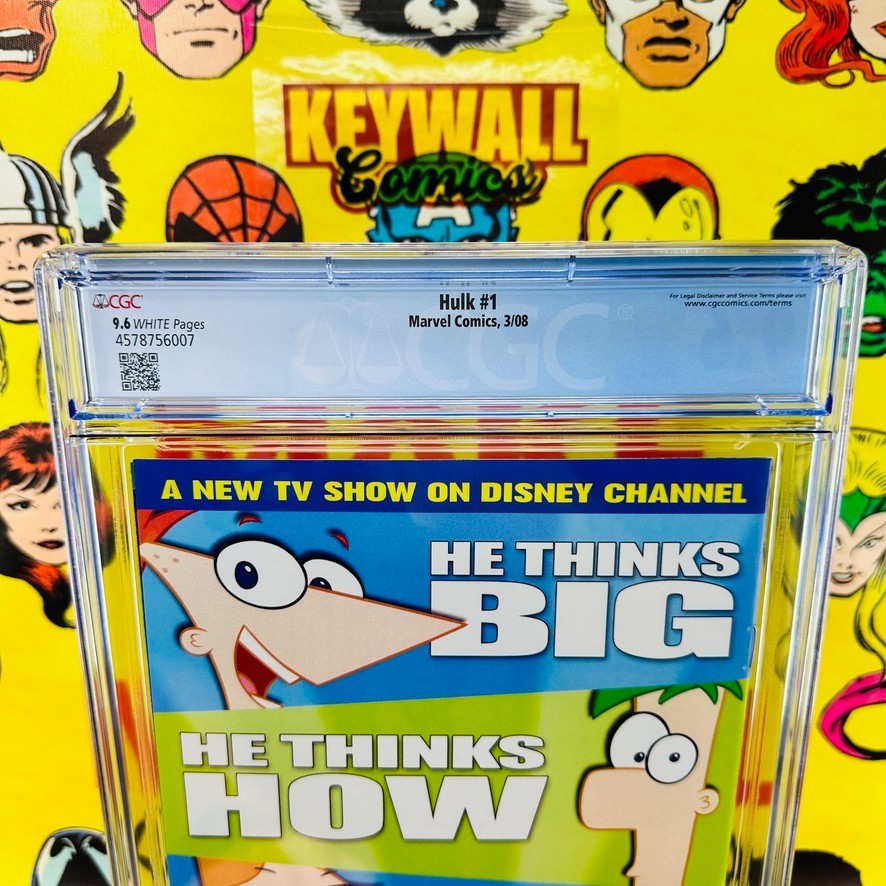 KEYWALL
Comics
A
CGC
Hulk #1
For Legal Disclaimer and Service Terms please visit:
9.6 WHITE Pages
Marvel Comics, 3/08
www.cgccomics.com/terms
4578756007
CGC
A NEW TV SHOW ON DISNEY CHANNEL
HE THINKS
BIG
HE THINKS
HOW